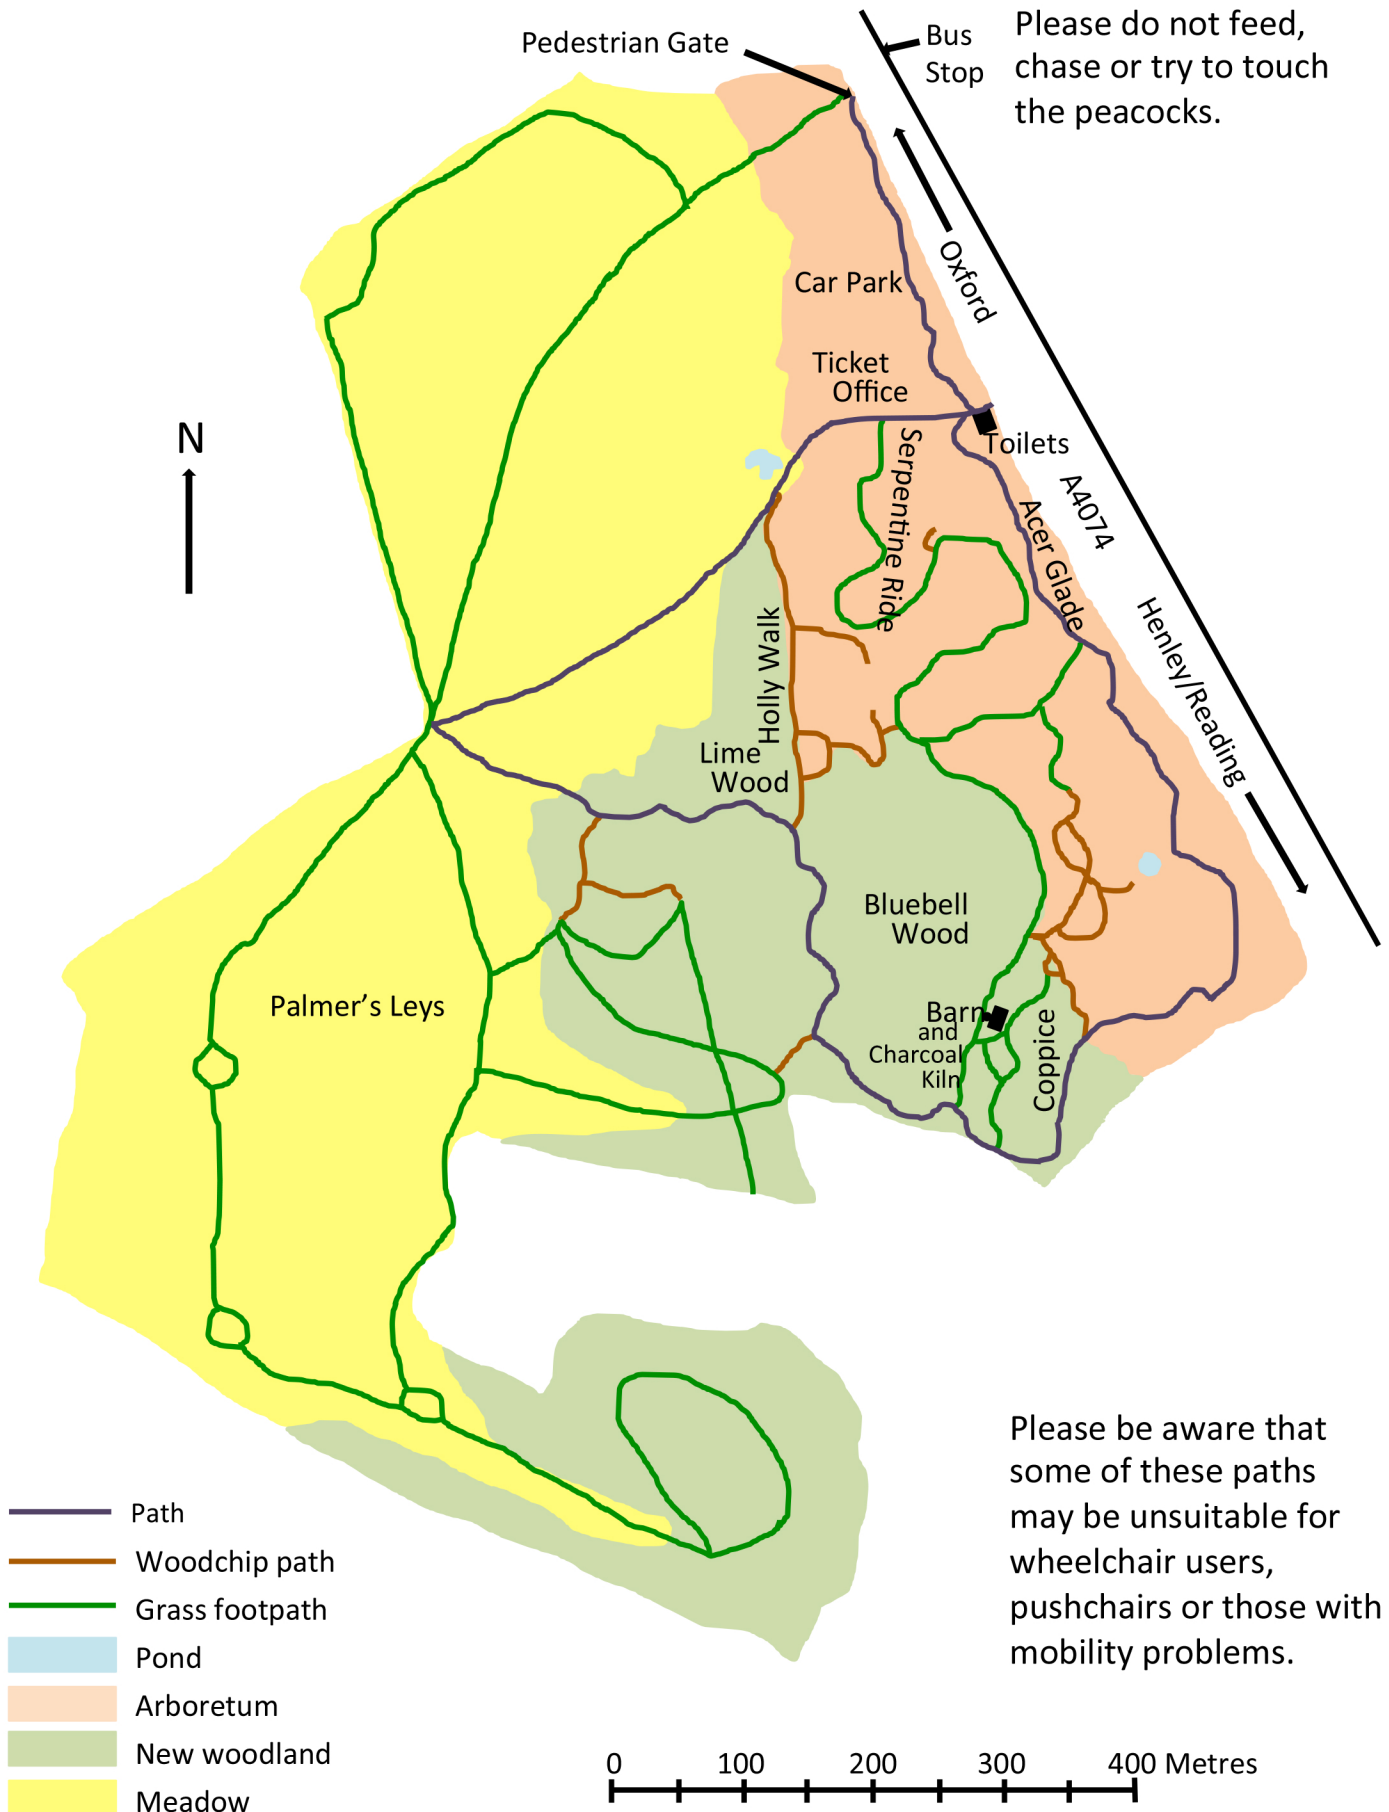 Pedestrian Gate
Bus
Stop
Please do not feed,
chase or try to touch
the peacocks.
Oxford
Car Park
Ticket
Office
N
Toilets
Serpentine Ride
A4074
Acer Glade
Henley/Reading
Holly Walk
Lime
Wood
Bluebell
Wood
Palmer's Leys
Barn
and
Charcoal
Kiln
Coppice
Please be aware that
some of these paths
may be unsuitable for
wheelchair users,
pushchairs or those with
mobility problems.
Path
Woodchip path
Grass footpath
Pond
Arboretum
New woodland
Meadow
0 100 200 300 400 Metres